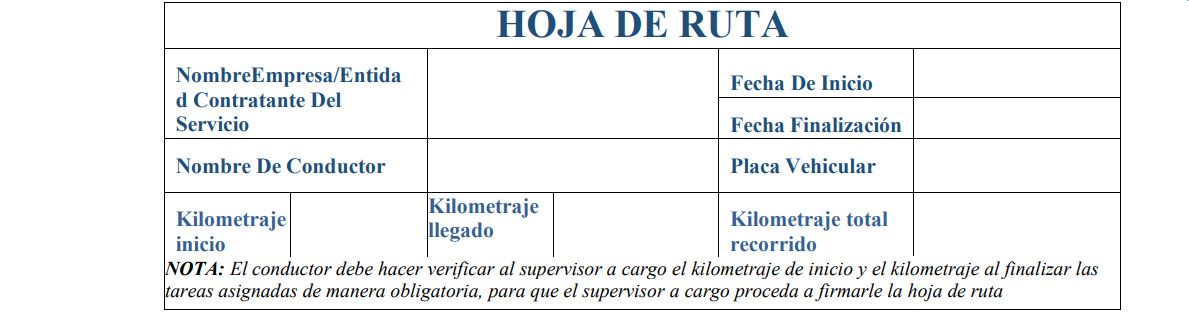 HOJA DE RUTA
NombreEmpresa/Entida
d Contratante Del
Servicio
Fecha De Inicio
Fecha Finalización
Nombre De Conductor
Placa Vehicular
Kilometraje
inicio
Kilometraje
llegado
Kilometraje total
recorrido
NOTA: El conductor debe hacer verificar al supervisor a cargo el kilometraje de inicio y el kilometraje al finalizar las
tareas asignadas de manera obligatoria, para que el supervisor a cargo proceda a firmarle la hoja de ruta